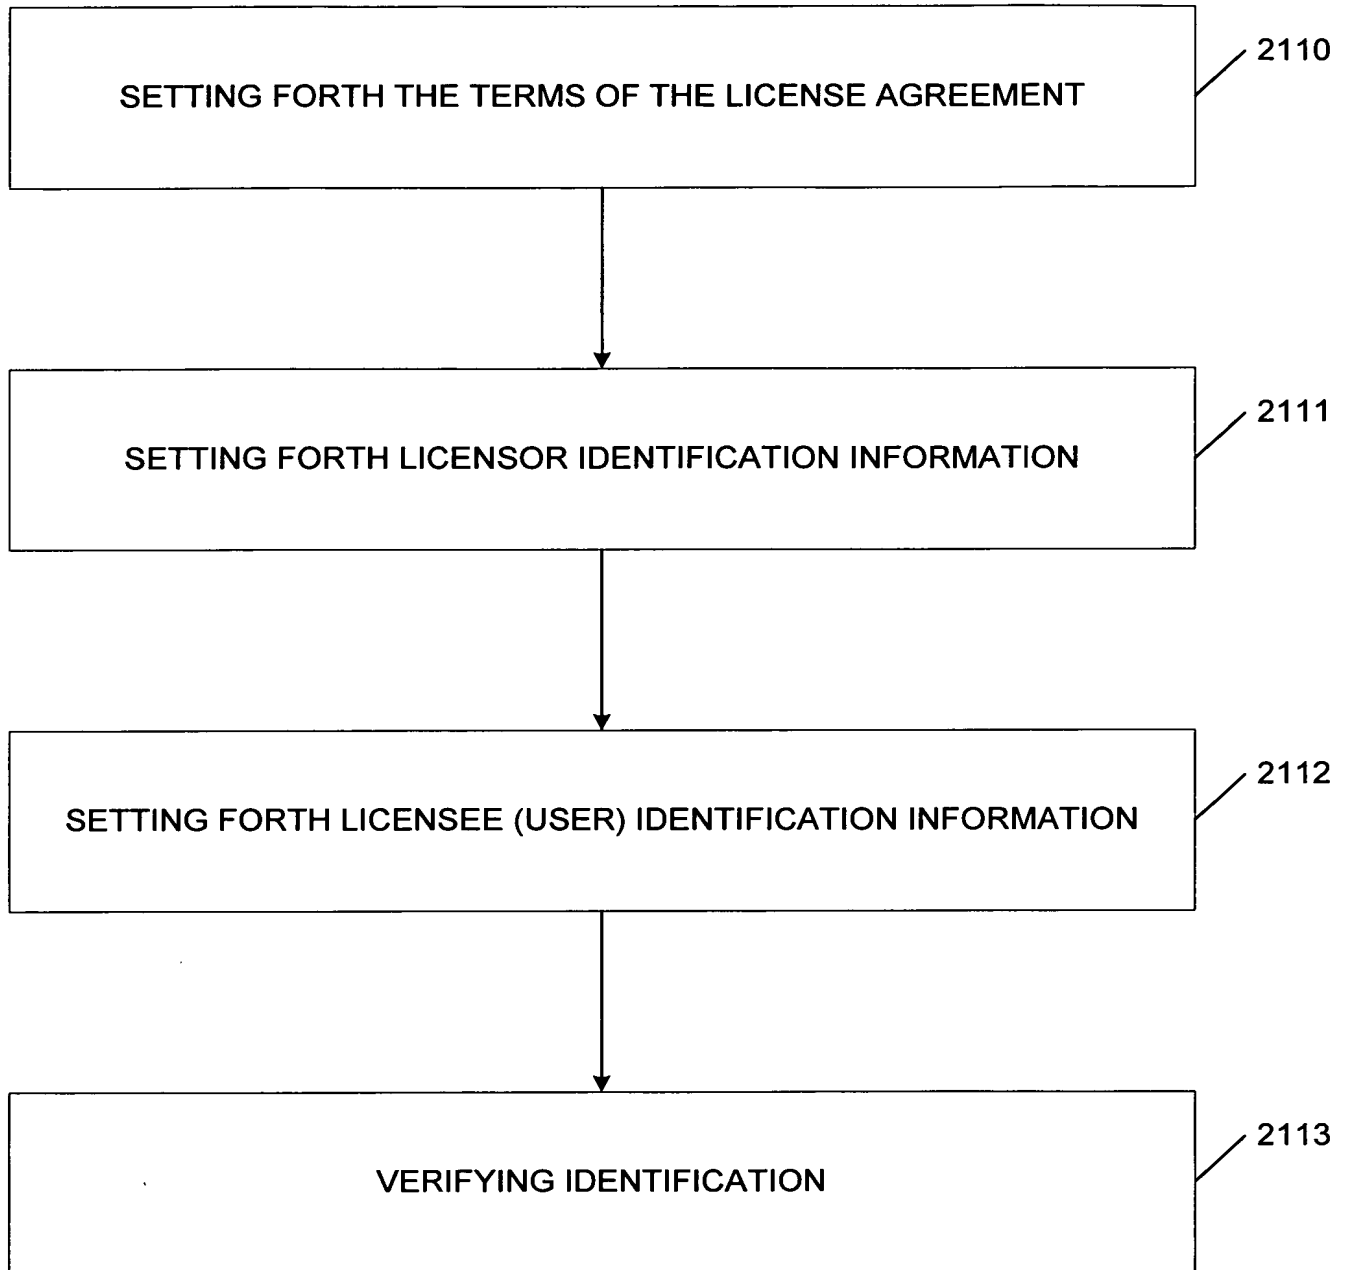 2110
SETTING FORTH THE TERMS OF THE LICENSE AGREEMENT
2111
SETTING FORTH LICENSOR IDENTIFICATION INFORMATION
2112
SETTING FORTH LICENSEE (USER) IDENTIFICATION INFORMATION
2113
VERIFYING IDENTIFICATION